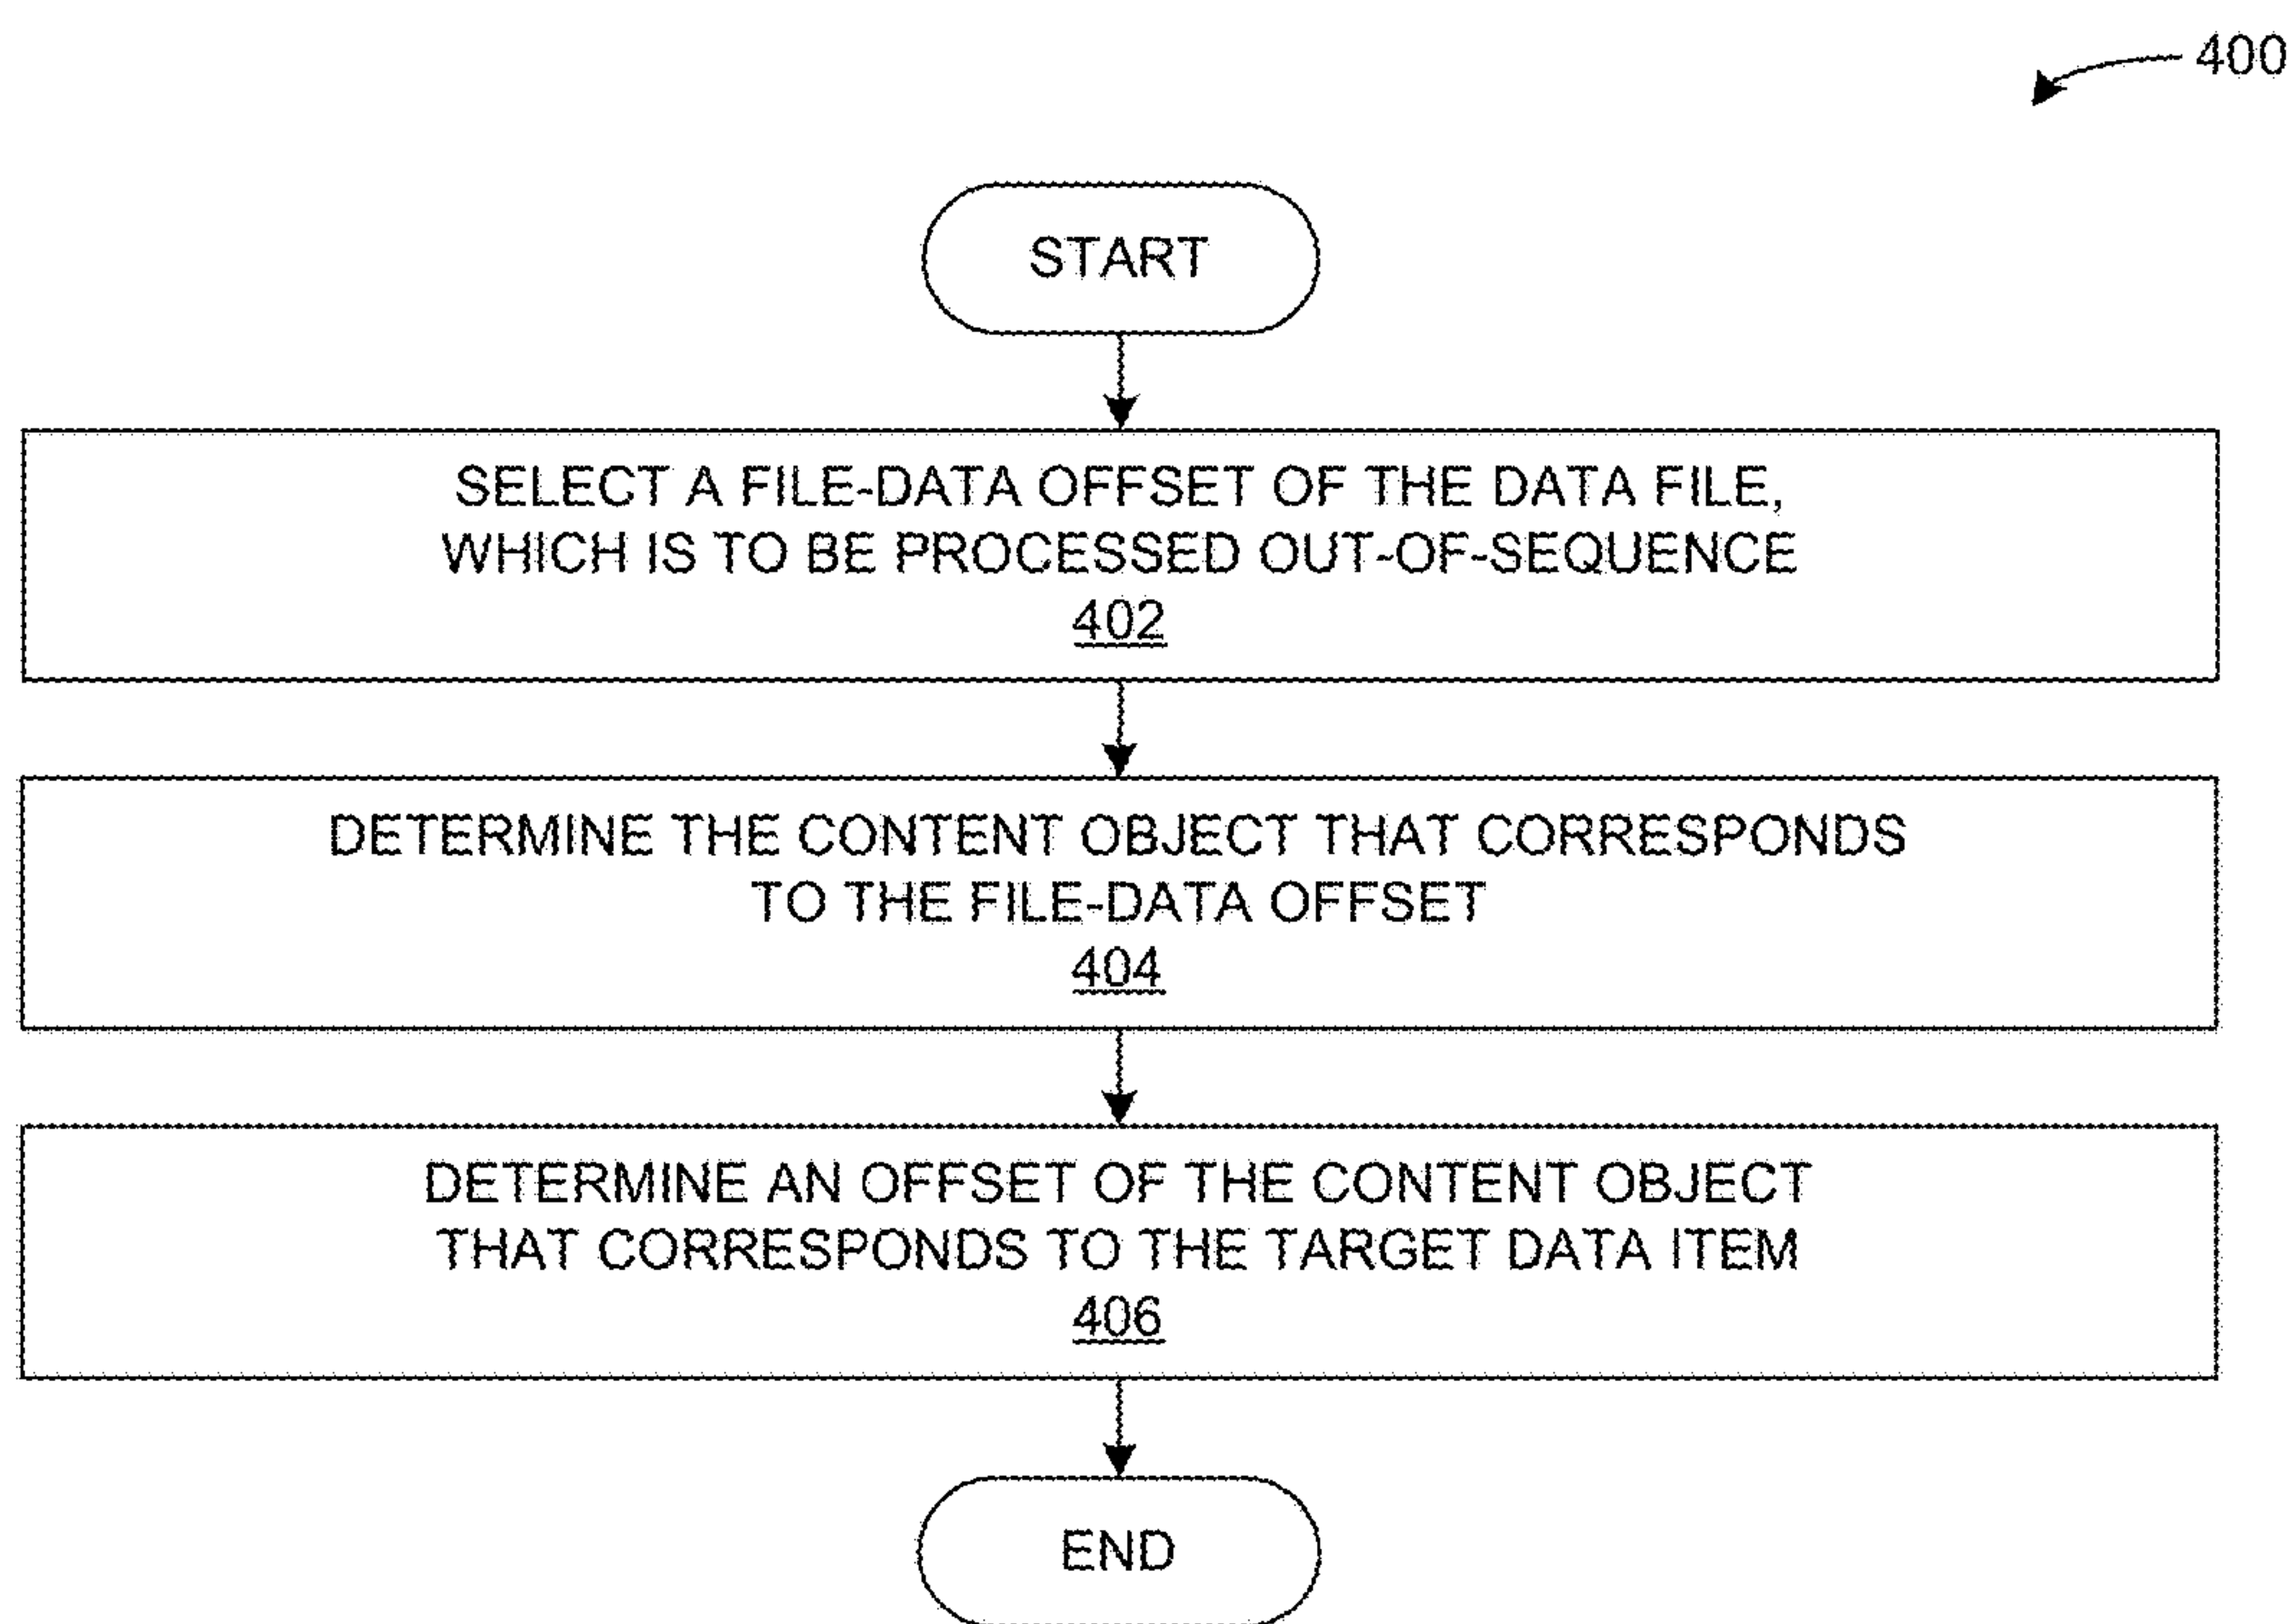 400
START
SELECT A FILE-DATA OFFSET OF THE DATA FILE,
WHICH IS TO BE PROCESSED OUT-OF-SEQUENCE
402
DETERMINE THE CONTENT OBJECT THAT CORRESPONDS
TO THE FILE-DATA OFFSET
404
DETERMINE AN OFFSET OF THE CONTENT OBJECT
THAT CORRESPONDS TO THE TARGET DATA ITEM
406
END